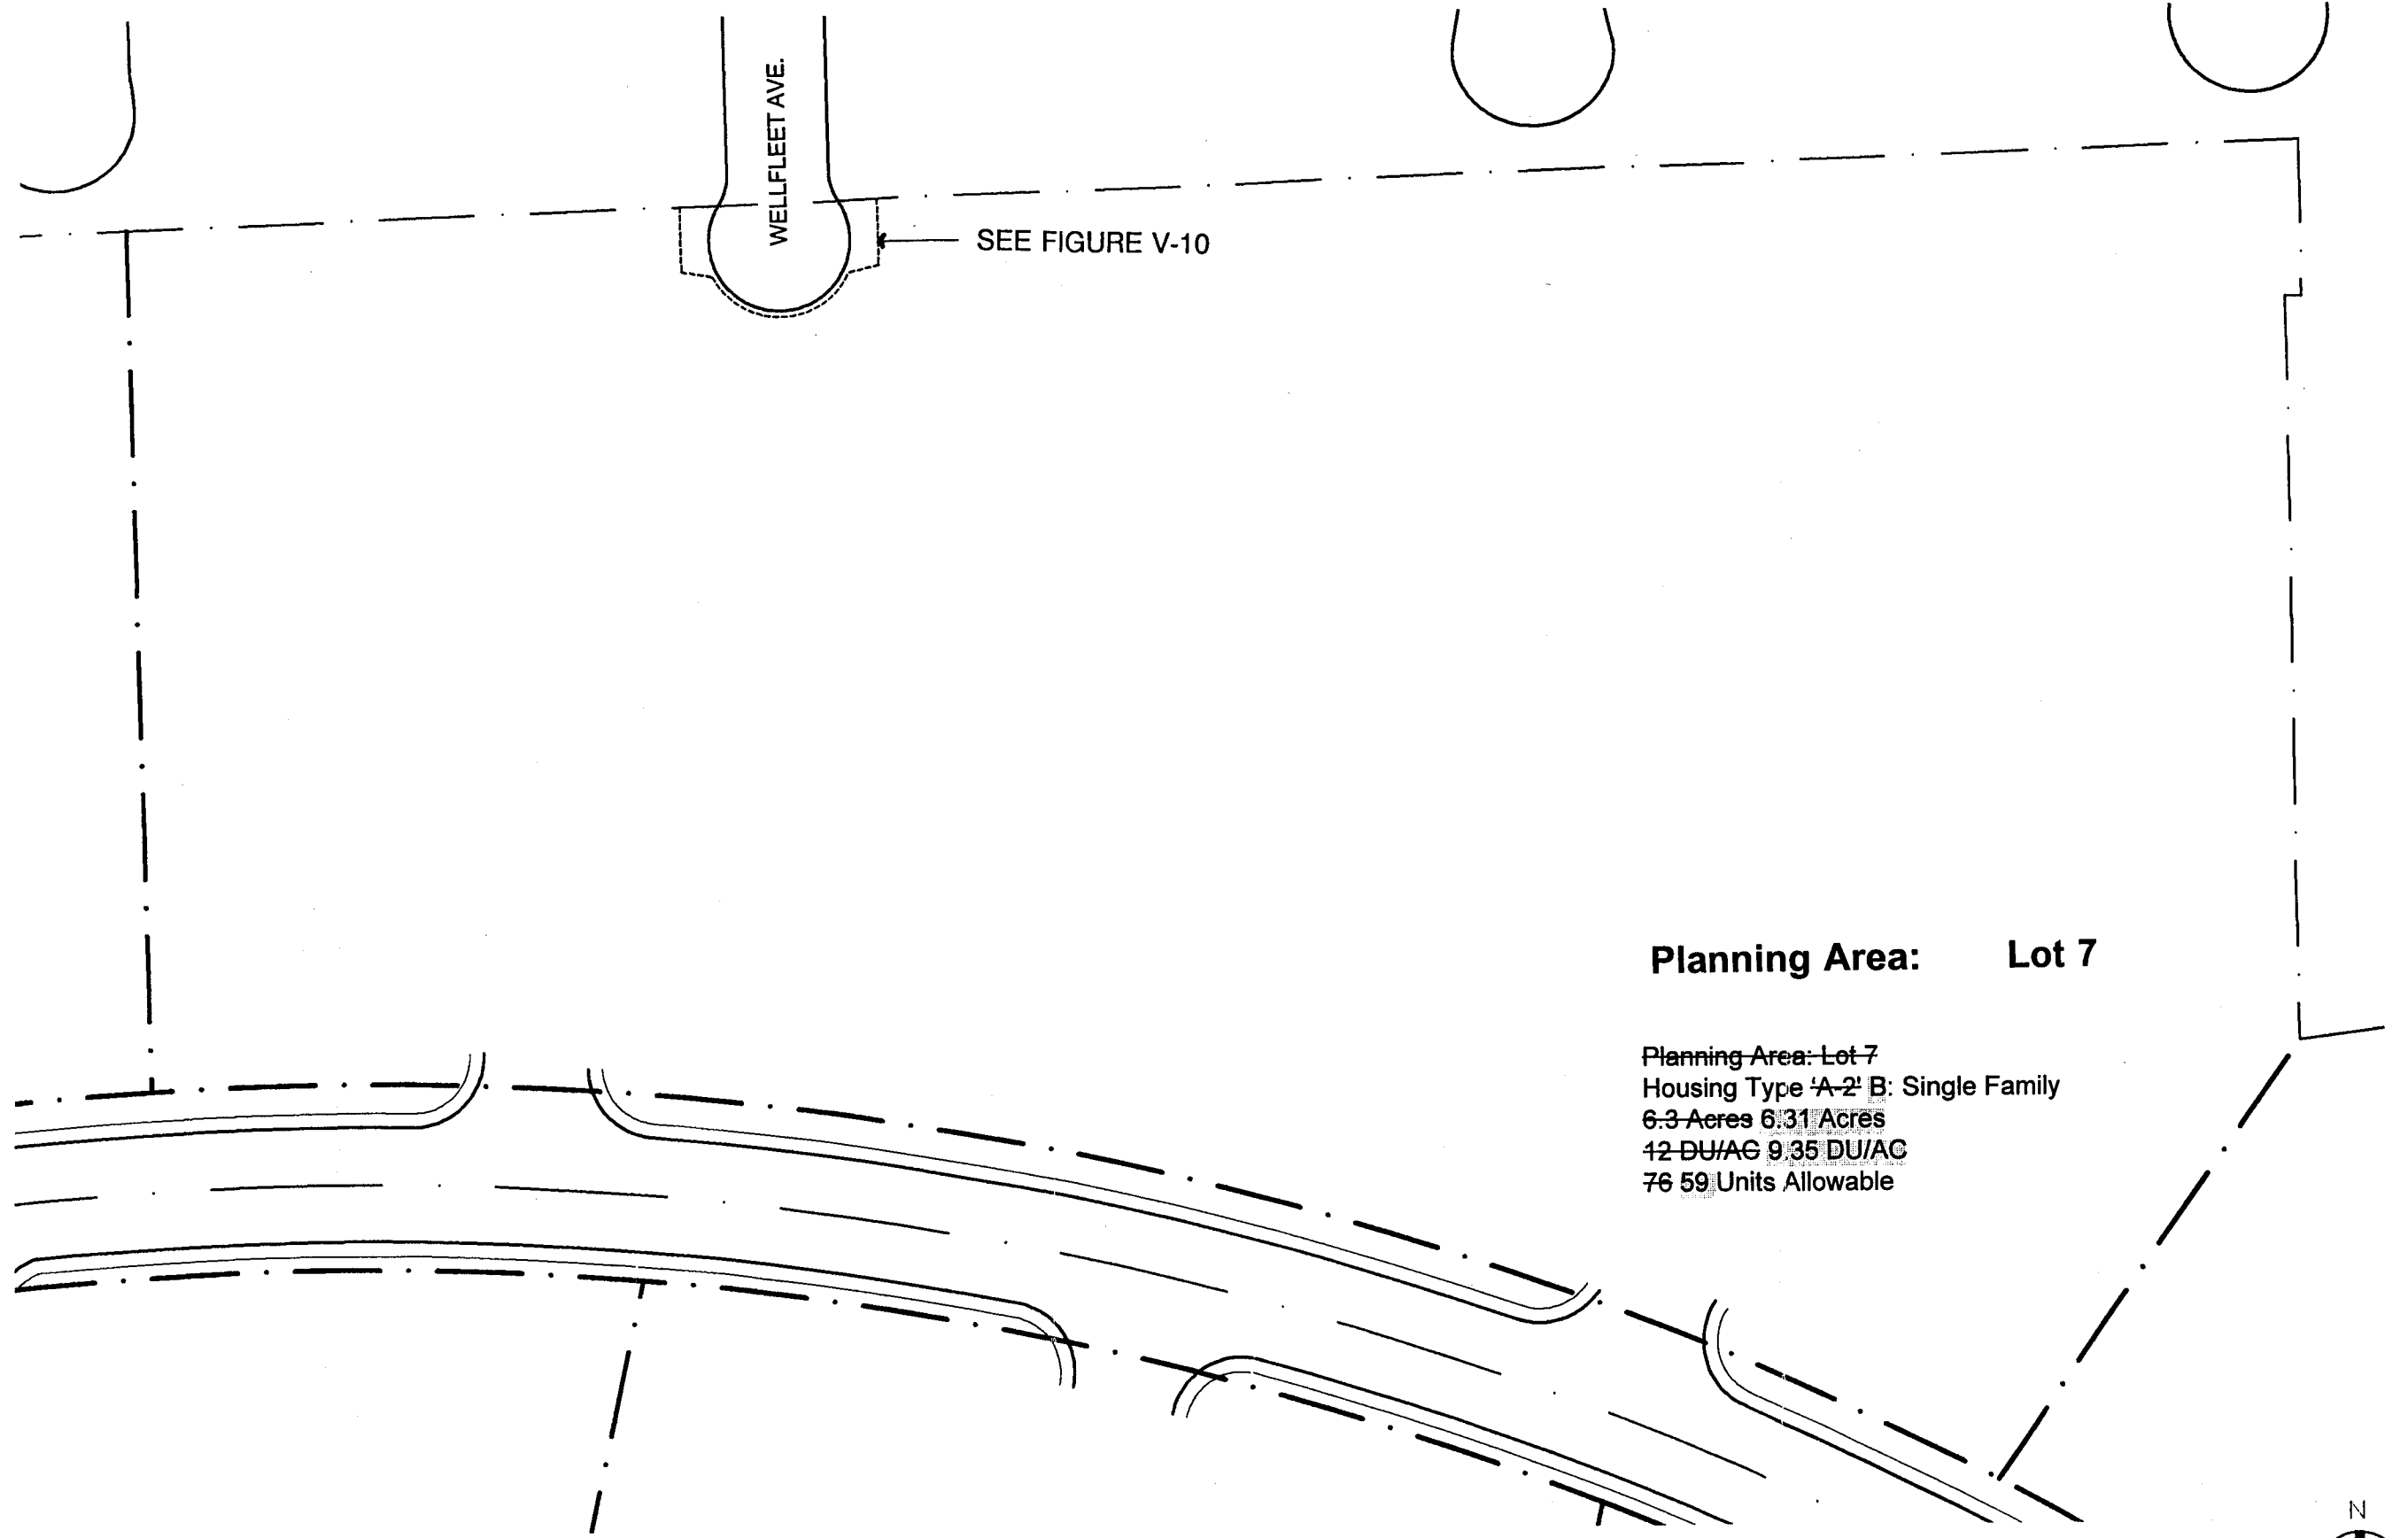 WELLFLEET AVE.
SEE FIGURE V-10
Planning Area: Lot 7
Planning Area: Lot 7
Housing Type 'A-2' B: Single Family
6.3 Acres 6.31 Acres
12 DU/AC 9.35 DU/AC
76 59 Units Allowable
N